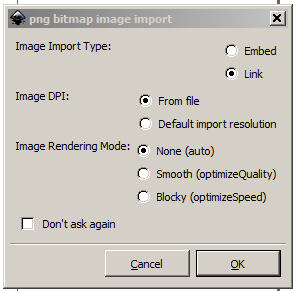 png bitmap image import
Image Import Type:
Embed
Link
Image DPI:
From file
Default import resolution
Image Rendering Mode:
None (auto)
Smooth (optimizeQuality)
Blocky (optimizeSpeed)
Don't ask again
Cancel
OK